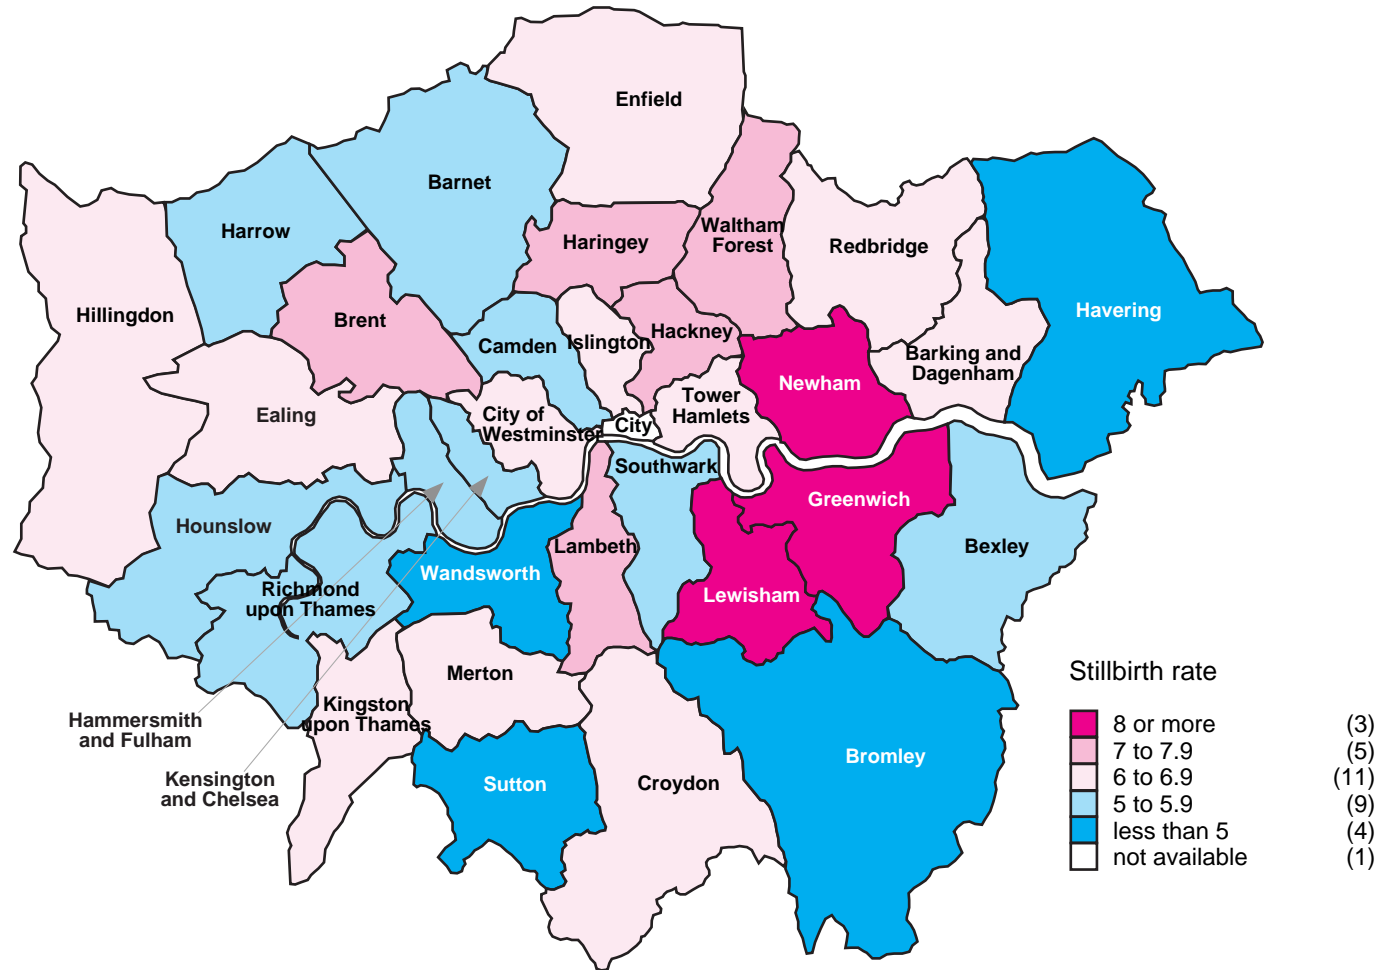 Enfield
Barnet
Harrow
Waltham
Forest
Haringey
Redbridge
Havering
Hillingdon
Brent
Hackney
Islington
Camden
Barking and
Dagenham
Newham
Tower
Hamlets
Ealing
City of
Westminster
City
Southwark
Greenwich
Hounslow
Lambeth
Bexley
Wandsworth
Richmond
upon Thames
Lewisham
Merton
Kingston
upon Thames
Hammersmith
and Fulham
Kensington
and Chelsea
Sutton
Croydon
Bromley
Stillbirth rate
8 or more (3)
7 to 7.9 (5)
6 to 6.9 (11)
5 to 5.9 (9)
less than 5 (4)
not available (1)